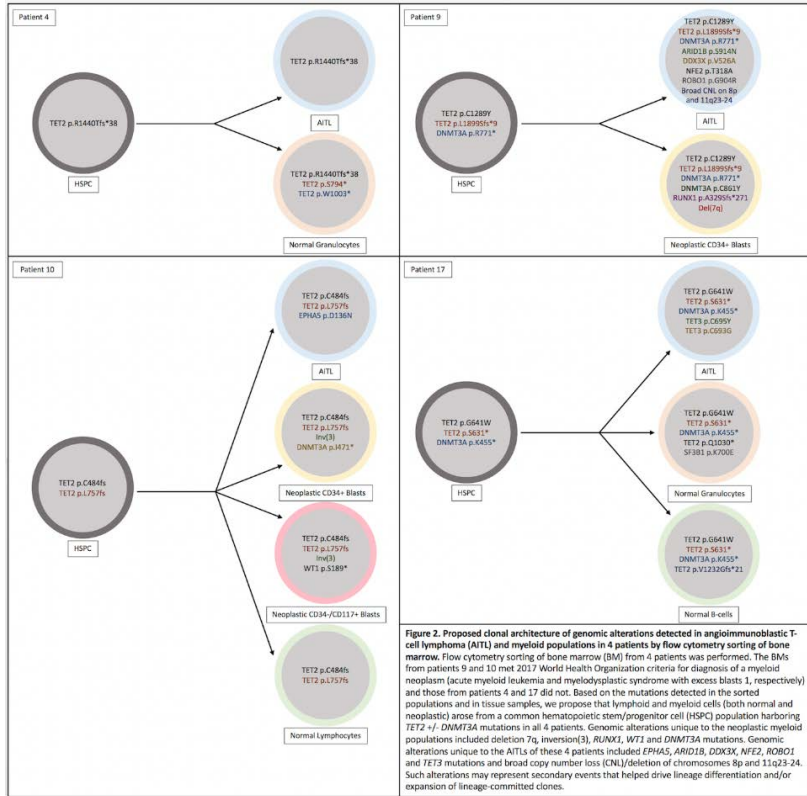 Patient 4
TET2 p.R1440Tfs*38
HSPC
TET2 p.R1440Tfs*38
AITL
TET2 p.R1440Tfs*38
TET2 p.S794*
TET2 p.W1003*
Normal Granulocytes
Patient 9
TET2 p.C1289Y
TET2 p.L1899Sfs*9
DNMT3A p.R771*
HSPC
TET2 p.C1289Y
TET2 p.L1899Sfs*9
DNMT3A p.R771*
ARID1B p.S914N
DDX3X p.V526A
NFE2 p.T318A
ROBO1 p.G904R
Broad CNL on 8p
and 11q23-24
AITL
TET2 p.C1289Y
TET2 p.L1899Sfs*9
DNMT3A p.R771*
DNMT3A p.C861Y
RUNX1 p.A329Sfs*271
Del(7q)
Neoplastic CD34+ Blasts
Patient 10
TET2 p.C484fs
TET2 p.L757fs
HSPC
TET2 p.C484fs
TET2 p.L757fs
EPHA5 p.D136N
AITL
TET2 p.C484fs
TET2 p.L757fs
Inv(3)
DNMT3A p.I471*
Neoplastic CD34+ Blasts
TET2 p.C484fs
TET2 p.L757fs
Inv(3)
WT1 p.S189*
Neoplastic CD34-/CD117+ Blasts
TET2 p.C484fs
TET2 p.L757fs
Normal Lymphocytes
Patient 17
TET2 p.G641W
TET2 p.S631*
DNMT3A p.K455*
HSPC
TET2 p.G641W
TET2 p.S631*
DNMT3A p.K455*
TET3 p.C695Y
TET3 p.C693G
AITL
TET2 p.G641W
TET2 p.S631*
DNMT3A p.K455*
TET2 p.Q1030*
SF3B1 p.K700E
Normal Granulocytes
TET2 p.G641W
TET2 p.S631*
DNMT3A p.K455*
TET2 p.V1232Gfs*21
Normal B-cells
Figure 2. Proposed clonal architecture of genomic alterations detected in angioimmunoblastic T-
cell lymphoma (AITL) and myeloid populations in 4 patients by flow cytometry sorting of bone
marrow. Flow cytometry sorting of bone marrow (BM) from 4 patients was performed. The BMs
from patients 9 and 10 met 2017 World Health Organization criteria for diagnosis of a myeloid
neoplasm (acute myeloid leukemia and myelodysplastic syndrome with excess blasts 1, respectively)
and those from patients 4 and 17 did not. Based on the mutations detected in the sorted
populations and in tissue samples, we propose that lymphoid and myeloid cells (both normal and
neoplastic) arose from a common hematopoietic stem/progenitor cell (HSPC) population harboring
TET2 +/- DNMT3A mutations in all 4 patients. Genomic alterations unique to the neoplastic myeloid
populations included deletion 7q, inversion(3), RUNX1, WT1 and DNMT3A mutations. Genomic
alterations unique to the AITLs of these 4 patients included EPHA5, ARID1B, DDX3X, NFE2, ROBO1
and TET3 mutations and broad copy number loss (CNL)/deletion of chromosomes 8p and 11q23-24.
Such alterations may represent secondary events that helped drive lineage differentiation and/or
expansion of lineage-committed clones.